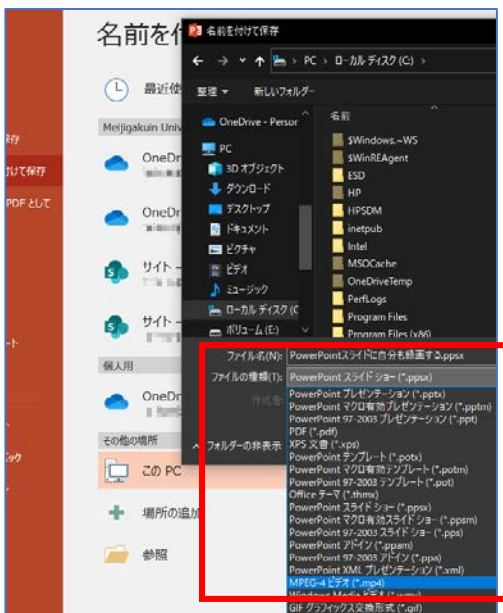 名前を付
名前を付けて保存
PC › ローカル ディスク (C:) ›
最近使
整理
新しいフォルダー
Meijigakuin Univ
OneDrive - Person
名前
$Windows.~WS
$WinREAgent
ESD
HP
HPSDM
inetpub
Intel
MSOCache
OneDriveTemp
PerfLogs
Program Files
Program Files (x86)
PC
3D オブジェクト
ダウンロード
デスクトップ
ドキュメント
ピクチャ
ビデオ
ミュージック
ローカル ディスク (C
ボリューム (E:)
付けて保存
PDF として
OneDr
OneDr
サイト -
サイト -
個人用
OneDr
その他の場所
この PC
場所の追加
参照
ファイル名(N):
PowerPointスライドに自分も録画する.ppsx
ファイルの種類(T):
PowerPoint スライド ショー (*.ppsx)
作成者:
フォルダーの非表示
PowerPoint プレゼンテーション (*.pptx)
PowerPoint マクロ有効プレゼンテーション (*.pptm)
PowerPoint 97-2003 プレゼンテーション (*.ppt)
PDF (*.pdf)
XPS 文書 (*.xps)
PowerPoint テンプレート (*.potx)
PowerPoint マクロ有効テンプレート (*.potm)
PowerPoint 97-2003 テンプレート (*.pot)
Office テーマ (*.thmx)
PowerPoint スライド ショー (*.ppsx)
PowerPoint マクロ有効スライド ショー (*.ppsm)
PowerPoint 97-2003 スライド ショー (*.pps)
PowerPoint アドイン (*.ppam)
PowerPoint 97-2003 アドイン (*.ppa)
PowerPoint XML プレゼンテーション (*.xml)
MPEG-4 ビデオ (*.mp4)
Windows Media ビデオ (*.wmv)
GIF グラフィックス交換形式 (*.gif)